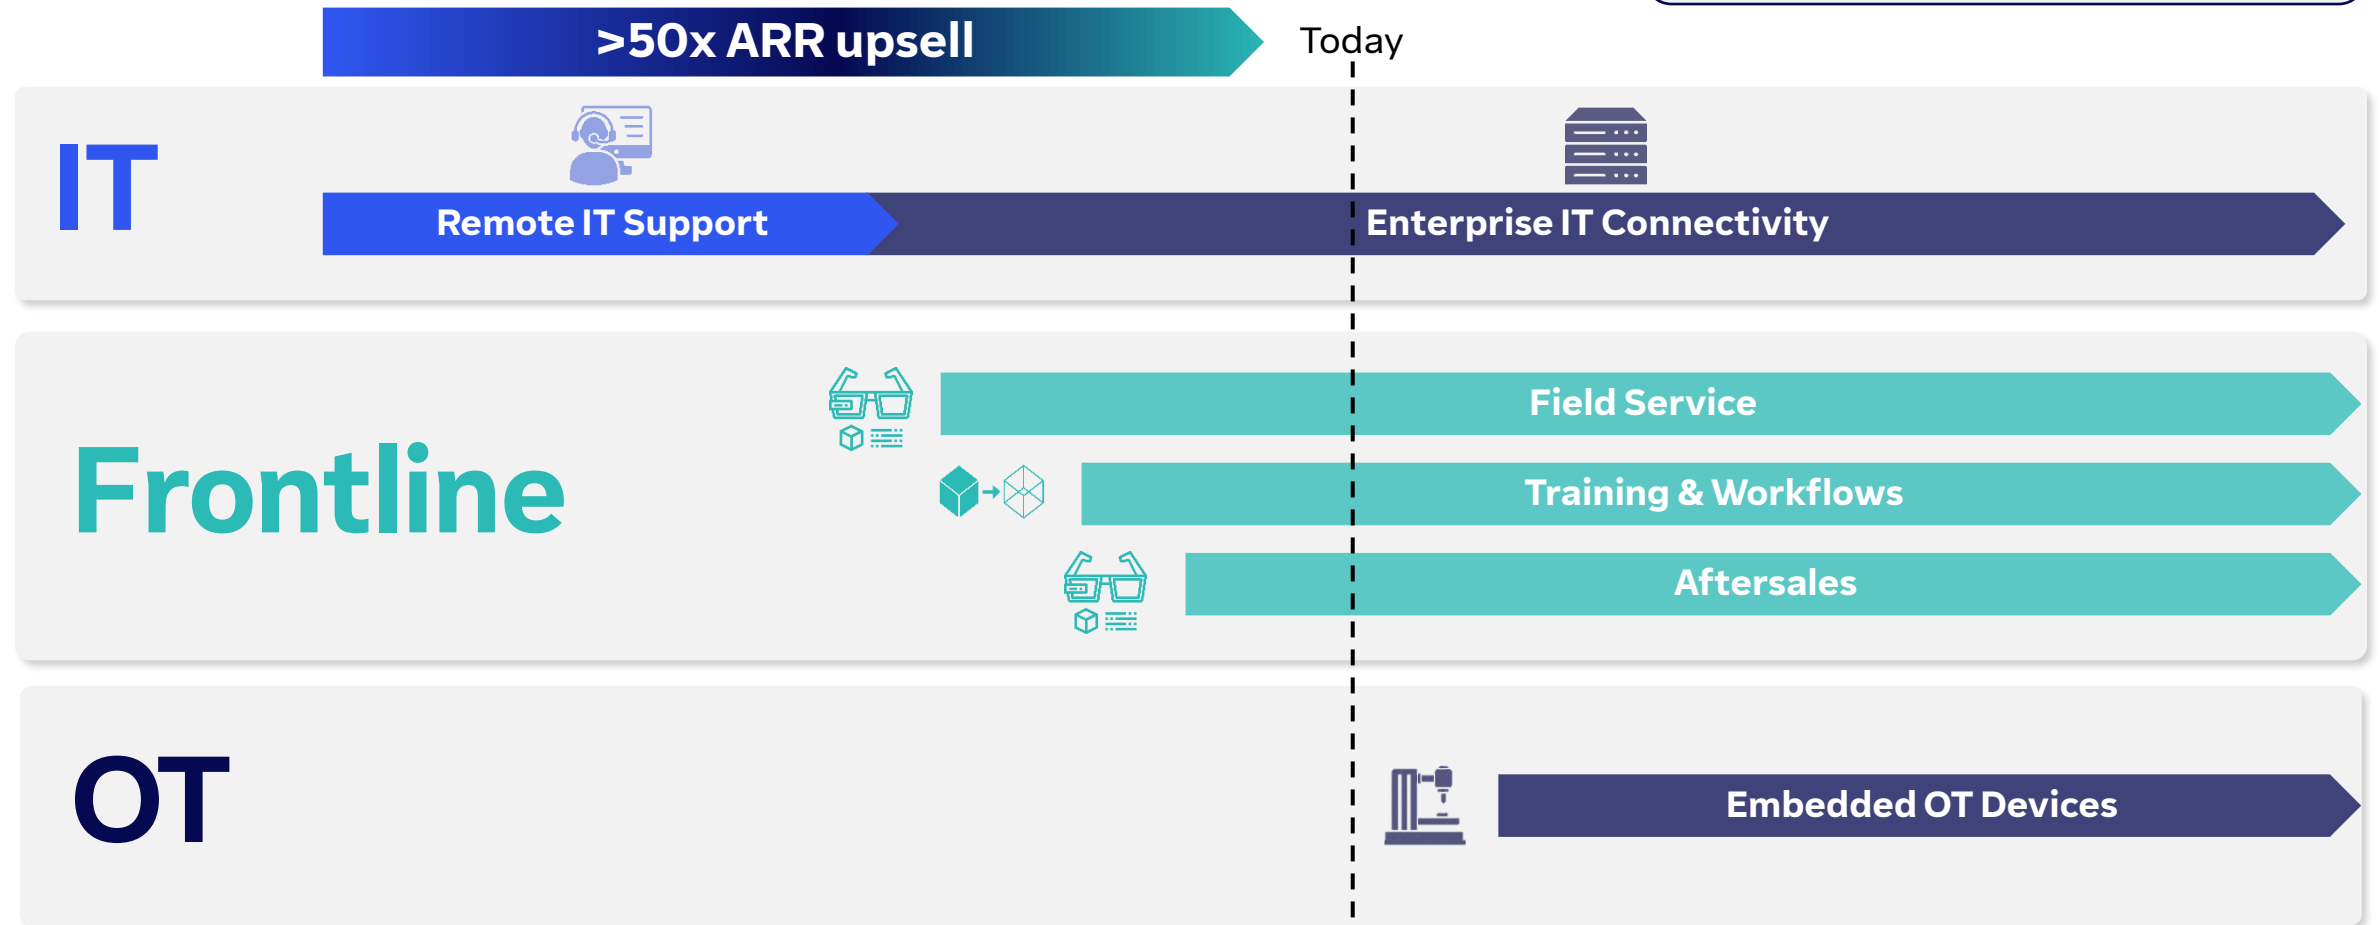 >50x ARR upsell
Today
IT
Remote IT Support
Enterprise IT Connectivity
Frontline
Field Service
Training & Workflows
Aftersales
OT
Embedded OT Devices